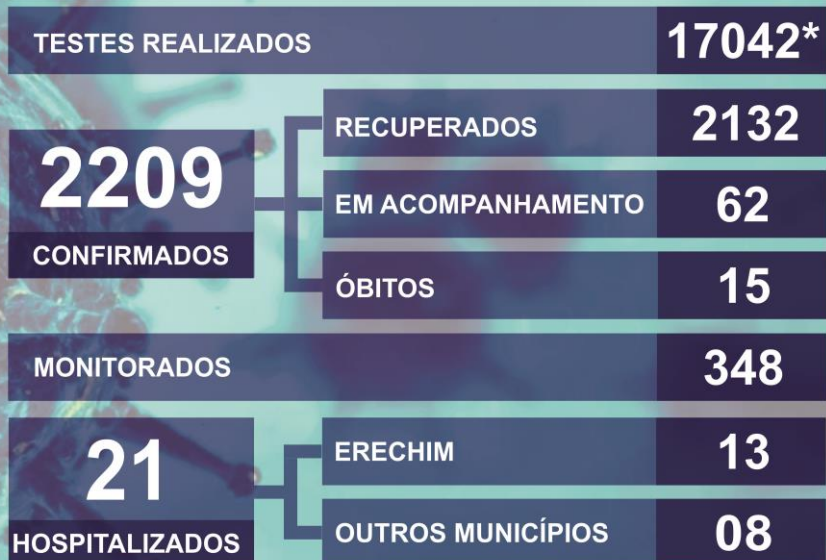 TESTES REALIZADOS 17042*
2209
CONFIRMADOS
RECUPERADOS 2132
EM ACOMPANHAMENTO 62
ÓBITOS 15
MONITORADOS 348
21
HOSPITALIZADOS
ERECHIM 13
OUTROS MUNICÍPIOS 08